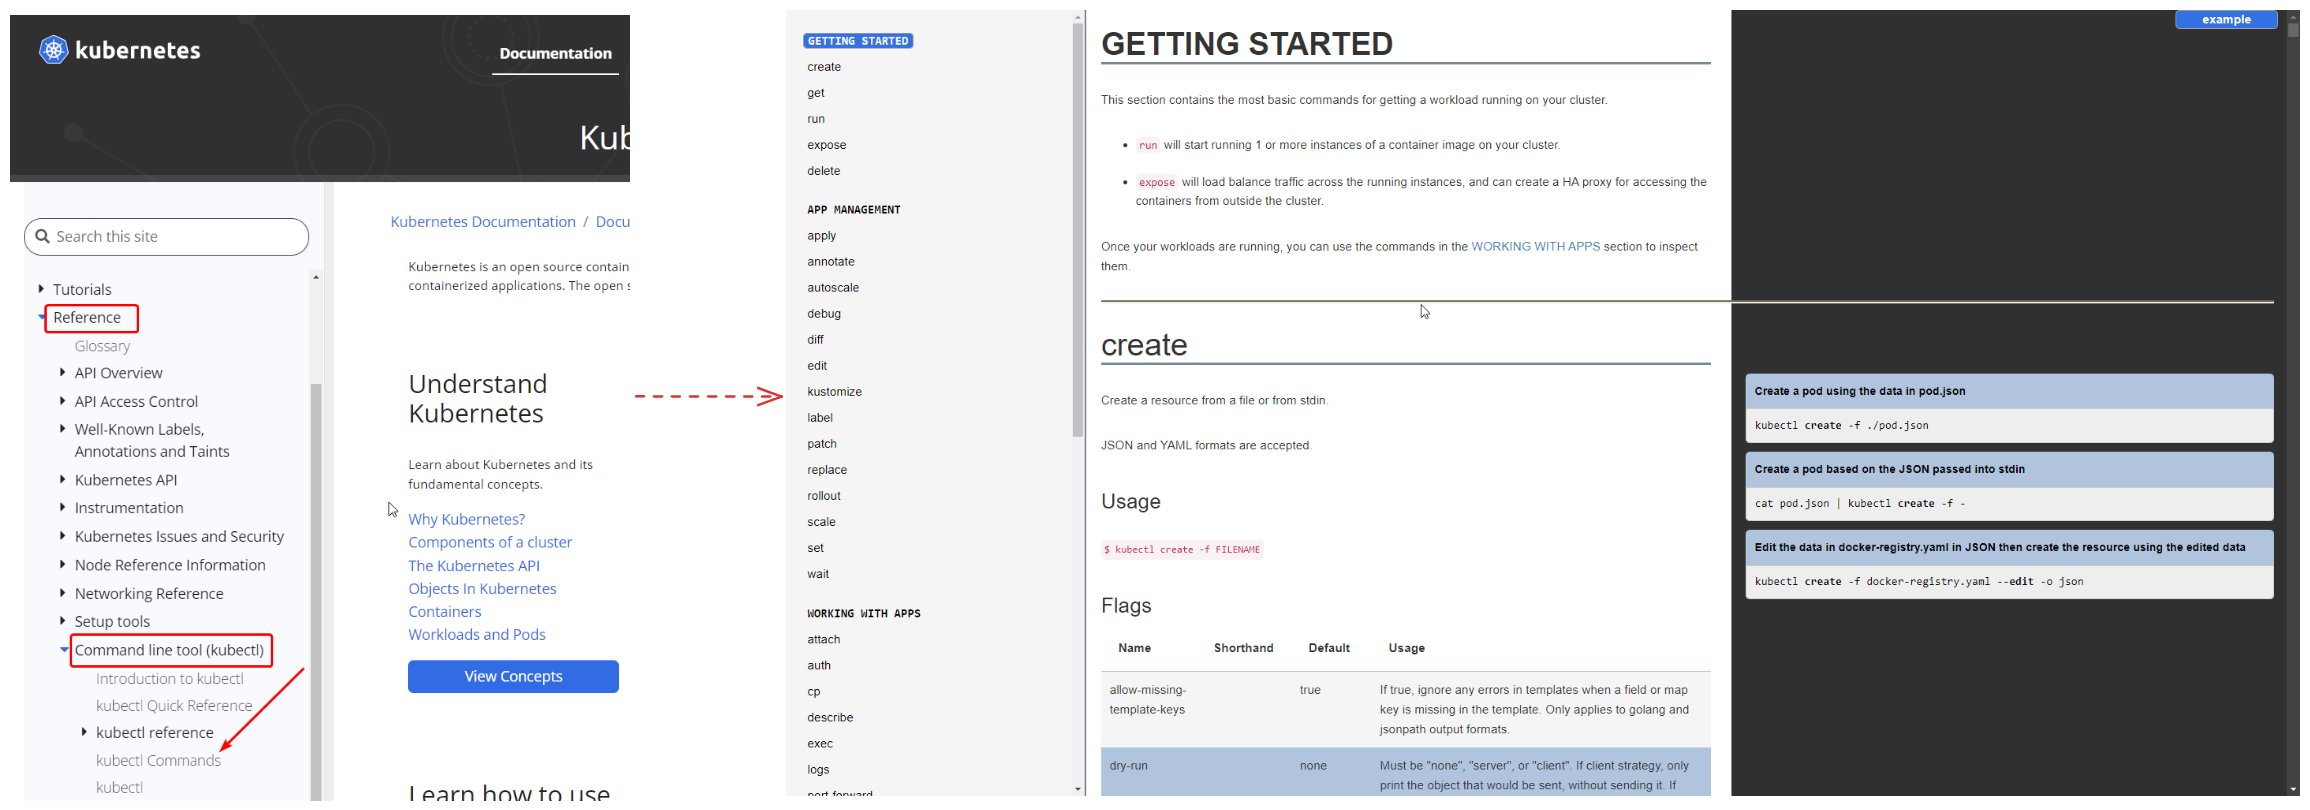 kubernetes
Documentation
Kub
Search this site
Tutorials
Reference
Glossary
API Overview
API Access Control
Well-Known Labels,
Annotations and Taints
Kubernetes API
Instrumentation
Kubernetes Issues and Security
Node Reference Information
Networking Reference
Setup tools
Command line tool (kubectl)
Introduction to kubectl
kubectl Quick Reference
kubectl reference
kubectl Commands
kubectl
Kubernetes Documentation / Docu
Kubernetes is an open source contain
containerized applications. The open s
Understand
Kubernetes
Learn about Kubernetes and its
fundamental concepts.
Why Kubernetes?
Components of a cluster
The Kubernetes API
Objects In Kubernetes
Containers
Workloads and Pods
View Concepts
Learn how to use
GETTING STARTED
create
get
run
expose
delete
APP MANAGEMENT
apply
annotate
autoscale
debug
diff
edit
kustomize
label
patch
replace
rollout
scale
set
wait
WORKING WITH APPS
attach
auth
cp
describe
exec
logs
port-forward
GETTING STARTED
This section contains the most basic commands for getting a workload running on your cluster.
• run will start running 1 or more instances of a container image on your cluster.
• expose will load balance traffic across the running instances, and can create a HA proxy for accessing the
containers from outside the cluster.
Once your workloads are running, you can use the commands in the WORKING WITH APPS section to inspect
them.
create
Create a resource from a file or from stdin.
JSON and YAML formats are accepted.
Usage
$ kubectl create -f FILENAME
Flags
Name Shorthand Default Usage
allow-missing- true If true, ignore any errors in templates when a field or map
template-keys key is missing in the template. Only applies to golang and
jsonpath output formats.
dry-run none Must be "none", "server", or "client". If client strategy, only
print the object that would be sent, without sending it. If
example
Create a pod using the data in pod.json
kubectl create -f ./pod.json
Create a pod based on the JSON passed into stdin
cat pod.json | kubectl create -f -
Edit the data in docker-registry.yaml in JSON then create the resource using the edited data
kubectl create -f docker-registry.yaml --edit -o json